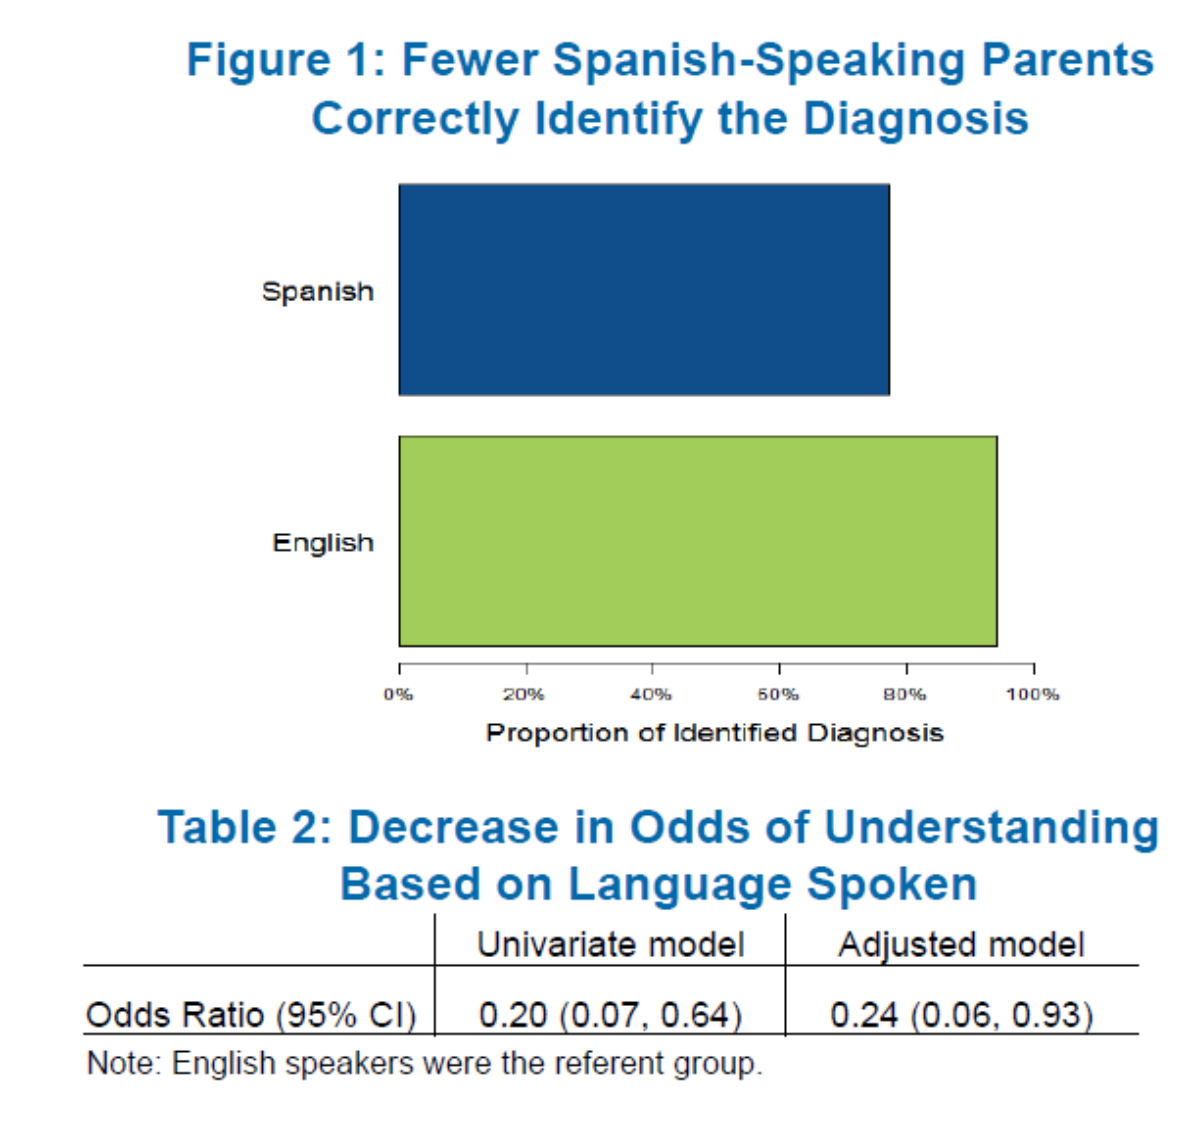 Figure 1: Fewer Spanish-Speaking Parents
Correctly Identify the Diagnosis
Spanish
English
0% 20% 40% 60% 80% 100%
Proportion of Identified Diagnosis
Table 2: Decrease in Odds of Understanding
Based on Language Spoken
Univariate model Adjusted model
Odds Ratio (95% CI) 0.20 (0.07, 0.64) 0.24 (0.06, 0.93)
Note: English speakers were the referent group.